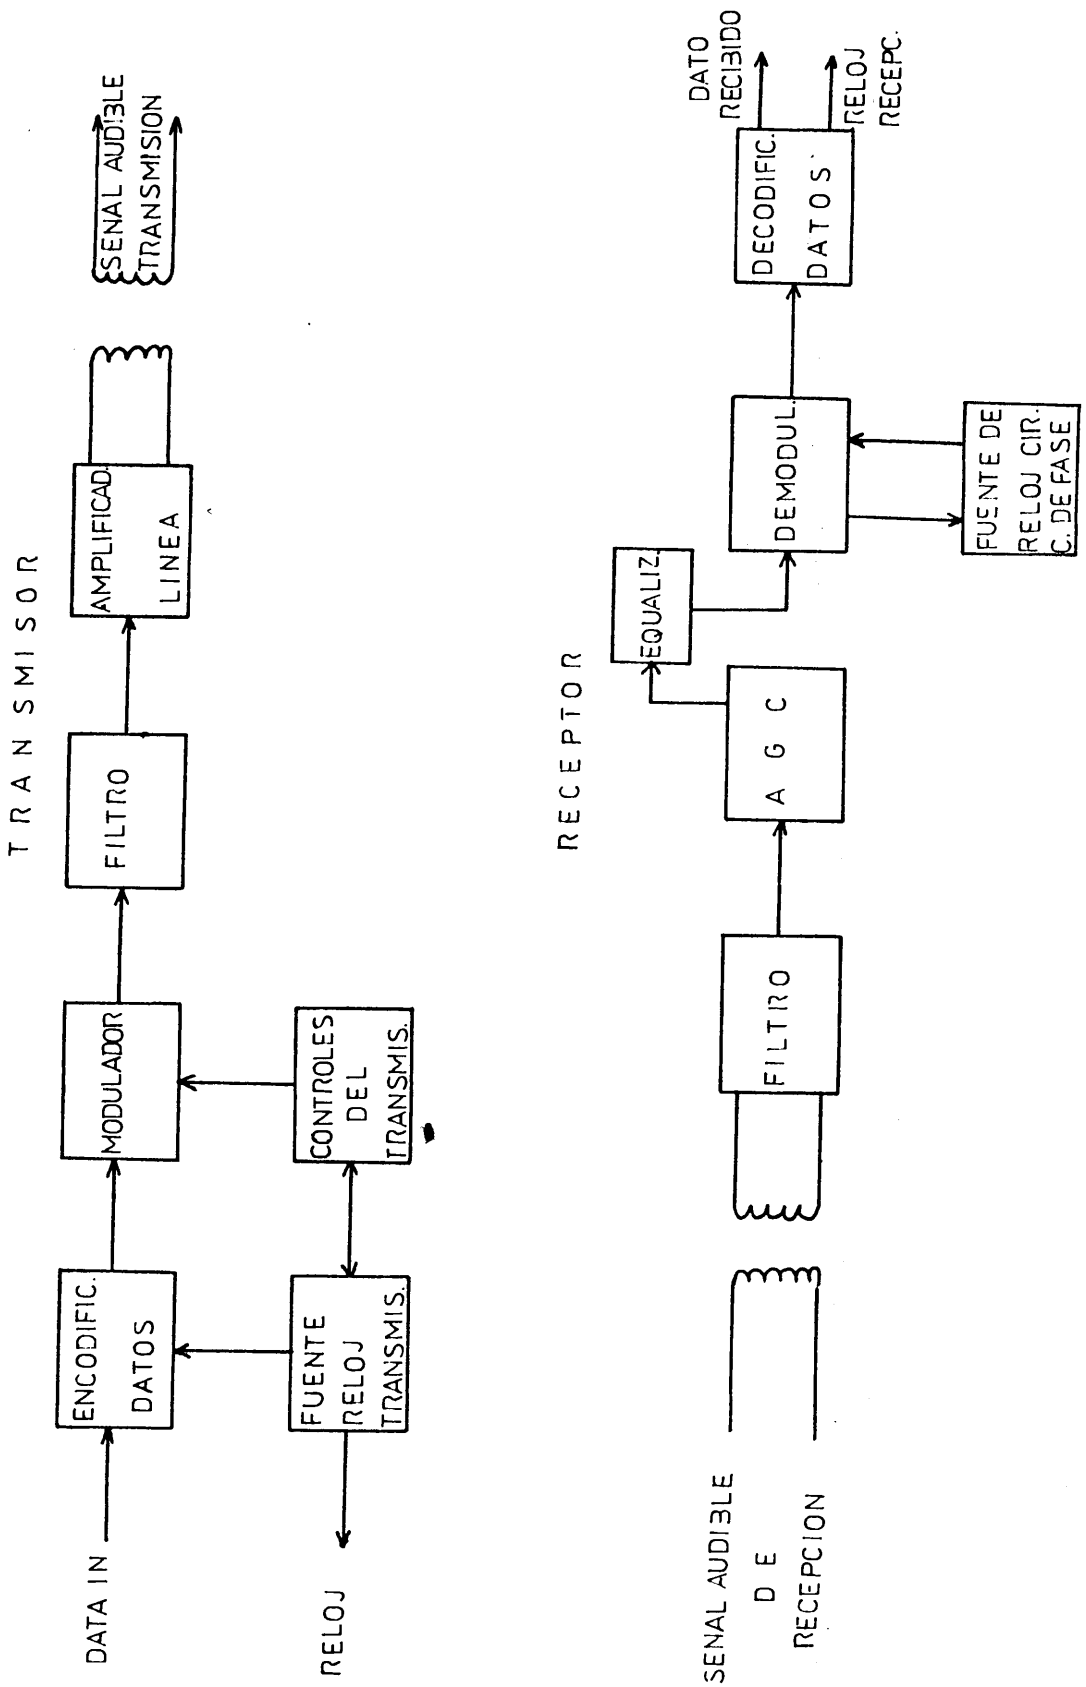 TRANSMISOR
DATA IN
ENCODIFIC.
DATOS
MODULADOR
FILTRO
AMPLIFICAD.
LINEA
SENAL AUDIBLE
TRANSMISION
RELOJ
FUENTE
RELOJ
TRANSMIS.
CONTROLES
DEL
TRANSMIS.
RECEPTOR
SENAL AUDIBLE
DE
RECEPCION
FILTRO
A G C
EQUALIZ.
DEMODUL.
FUENTE DE
RELOJ CIR.
C. DE FASE
DECODIFIC.
DATOS
DATO
RECIBIDO
RELOJ
RECEPC.